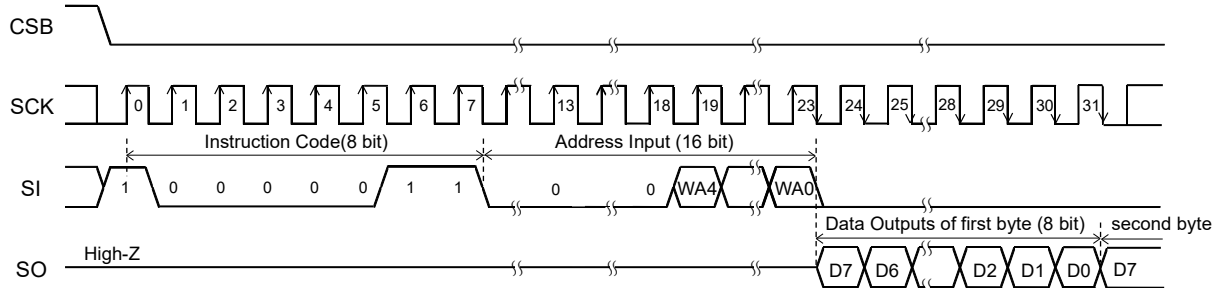 CSB
SCK 0 1 2 3 4 5 6 7 13 18 19 23 24 25 28 29 30 31
Instruction Code(8 bit) Address Input (16 bit)
SI 1 0 0 0 0 0 1 1 0 0 WA4 WA0
Data Outputs of first byte (8 bit) second byte
High-Z
SO D7 D6 D2 D1 D0 D7